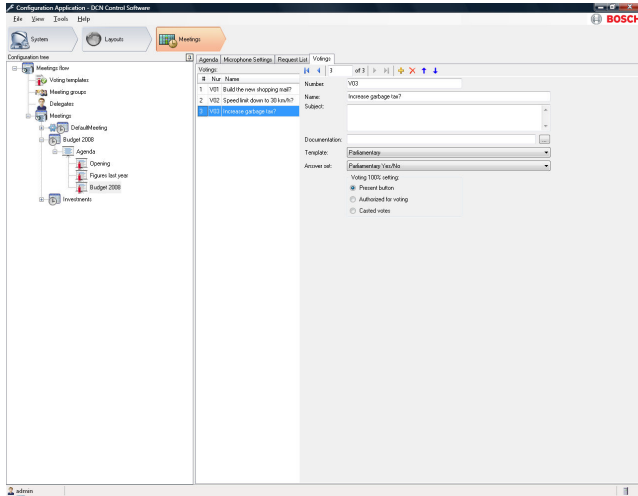 Configuration Application - DCN Control Software
File View Tools Help
BOSCH
System Layouts Meetings
Configuration tree
Meetings flow
Voting templates
Meeting groups
Delegates
Meetings
DefaultMeeting
Budget 2008
Agenda
Opening
Figures last year
Budget 2008
Investments
Agenda Microphone Settings Request List Votings
Votings:
# Nur Name
1 V01 Build the new shopping mall?
2 V02 Speed limit down to 30 km/h?
3 V03 Increase garbage tax?
3 of 3
Number: V03
Name: Increase garbage tax?
Subject:
Documentation: ...
Template: Parliamentary
Answer set: Parliamentary Yes/No
Voting 100% setting:
Present button
Authorized for voting
Casted votes
admin